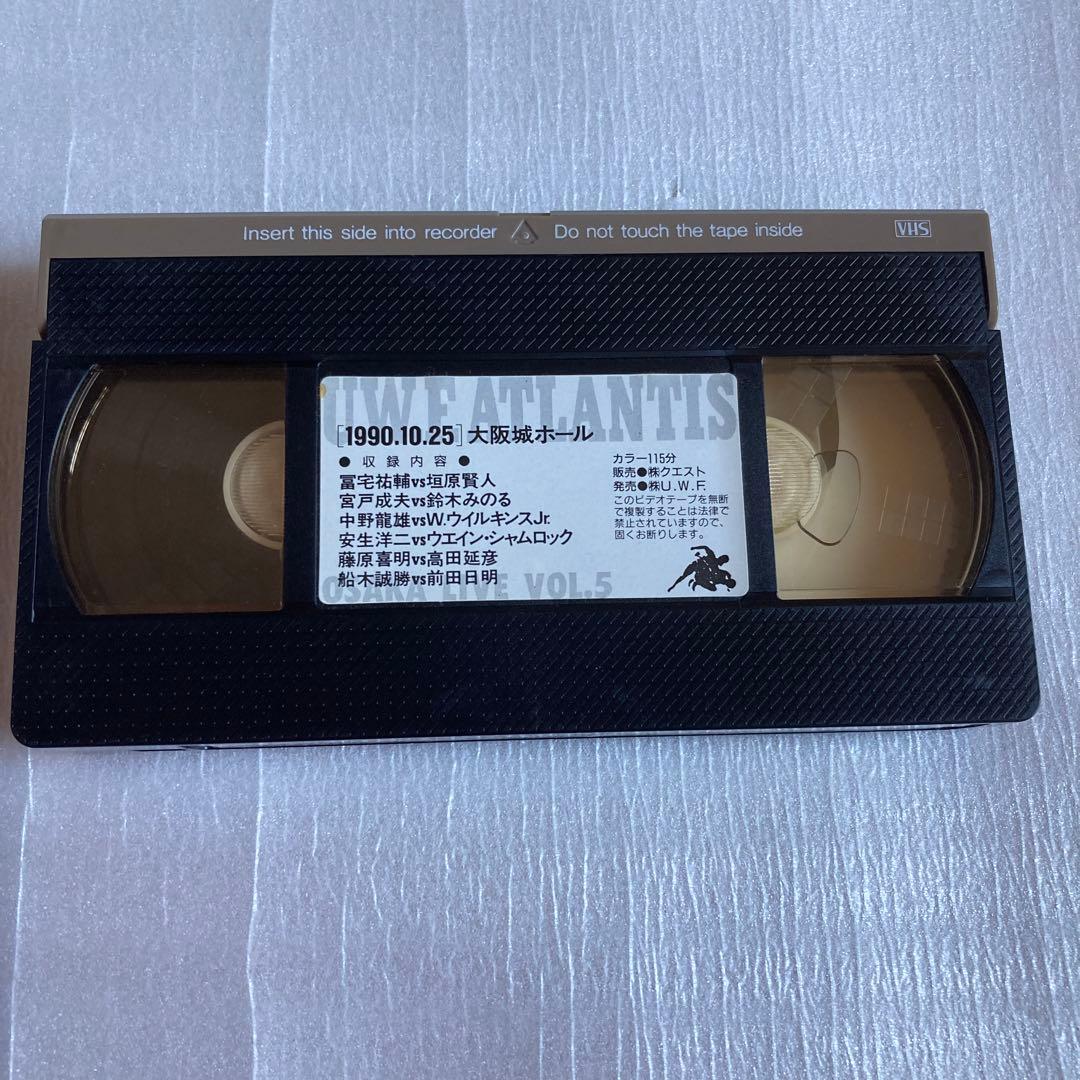 Insert this side into recorder Do not touch the tape inside VHS
UWF ATLANTIS
[1990.10.25]大阪城ホール
●収録内容●
冨宅祐輔vs垣原賢人
宮戸成夫vs鈴木みのる
中野龍雄vsW.ウイルキンスJr.
安生洋二vsウエイン・シャムロック
藤原喜明vs高田延彦
船木誠勝vs前田日明
カラー115分
販売●㈱クエスト
発売●㈱U.W.F.
このビデオテープを無断
で複製することは法律で
禁止されていますので、
固くお断りします。
OSAKA LIVE VOL.5